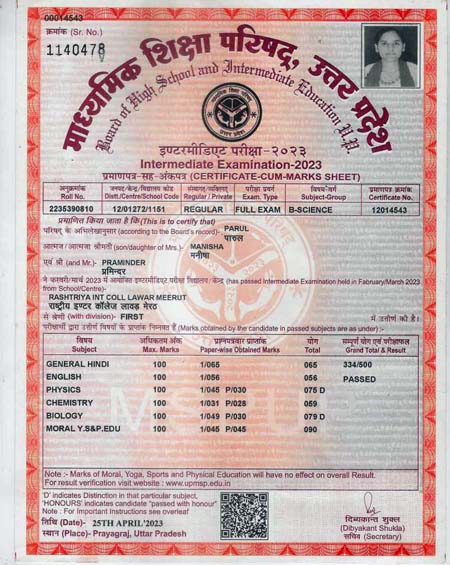 00014543
क्रमांक (Sr. No.)
1140478
माध्यमिक शिक्षा परिषद्, उत्तर प्रदेश
Board of High School and Intermediate Education U.P.
इण्टरमीडिएट परीक्षा-२०२३
Intermediate Examination-2023
प्रमाणपत्र-सह-अंकपत्र (CERTIFICATE-CUM-MARKS SHEET)
अनुक्रमांक जनपद/केन्द्र/विद्यालय कोड संस्थागत/व्यक्तिगत परीक्षा प्रकार विषय-वर्ग प्रमाणपत्र क्रमांक
Roll No. Distt./Centre/School Code Regular / Private Exam. Type Subject-Group Certificate No.
2235390810 12/01272/1151 REGULAR FULL EXAM B-SCIENCE 12014543
प्रमाणित किया जाता है कि(This is to certify that)
परिषद् के अभिलेखानुसार (according to the Board's record)- PARUL
पारुल
आत्मज/आत्मजा श्रीमती (son/daughter of Mrs.)- MANISHA
मनीषा
एवं श्री (and Mr.)- PRAMINDER
प्रमिन्दर
ने फरवरी/मार्च 2023 में आयोजित इण्टरमीडिएट परीक्षा विद्यालय/केन्द्र (has passed Intermediate Examination held in Fabruary/March 2023
from School/Centre)-
RASHTRIYA INT COLL LAWAR MEERUT
राष्ट्रीय इण्टर कॉलेज लावड़ मेरठ
से श्रेणी (with division)- FIRST में उत्तीर्ण की है।
परीक्षार्थी द्वारा उत्तीर्ण विषयों के प्राप्तांक निम्नवत हैं (Marks obtained by the candidate in passed subjects are as under) :-
विषय अधिकतम अंक प्रश्नपत्रवार प्राप्तांक योग सम्पूर्ण योग एवं परीक्षाफल
Subject Max. Marks Paper-wise Obtained Marks Total Grand Total & Result
GENERAL HINDI 100 1/065 065 334/500
ENGLISH 100 1/056 056 PASSED
PHYSICS 100 1/045 P/030 075 D
CHEMISTRY 100 1/031 P/028 059
BIOLOGY 100 1/049 P/030 079 D
MORAL Y.S&P.EDU 100 1/045 P/045 090
Note :- Marks of Moral, Yoga, Sports and Physical Education will have no effect on overall Result.
For result verification visit website : www.upmsp.edu.in
'D' indicates Distinction in that particular subject,
'HONOURS' indicates candidate "passed with honour"
Note : For Important Instructions see overleaf
तिथि (Date)- 25TH APRIL'2023
स्थान (Place)- Prayagraj, Uttar Pradesh
दिब्यकान्त शुक्ल
(Dibyakant Shukla)
सचिव (Secretary)